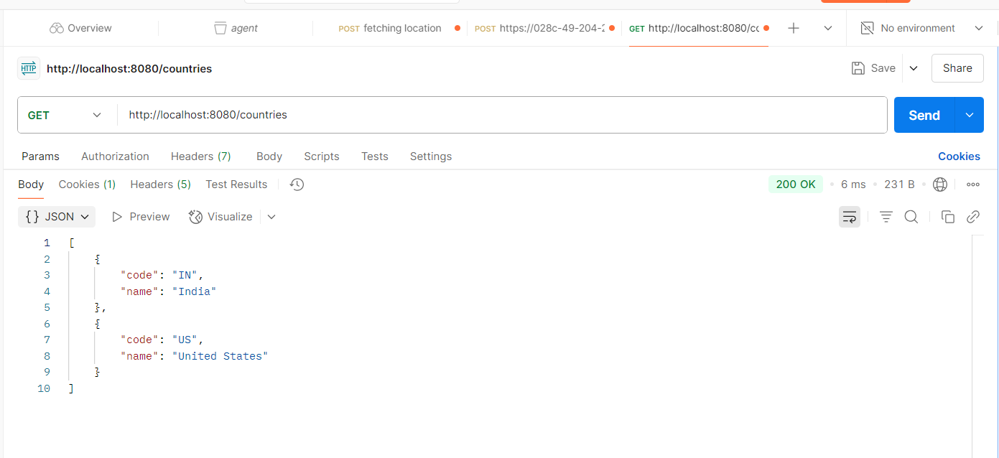 Overview agent POST fetching location POST https://028c-49-204-2 GET http://localhost:8080/cc No environment
HTTP http://localhost:8080/countries Save Share
GET http://localhost:8080/countries Send
Params Authorization Headers (7) Body Scripts Tests Settings Cookies
Body Cookies (1) Headers (5) Test Results 200 OK 6 ms 231 B
{} JSON Preview Visualize
1 [
2 {
3 "code": "IN",
4 "name": "India"
5 },
6 {
7 "code": "US",
8 "name": "United States"
9 }
10 ]